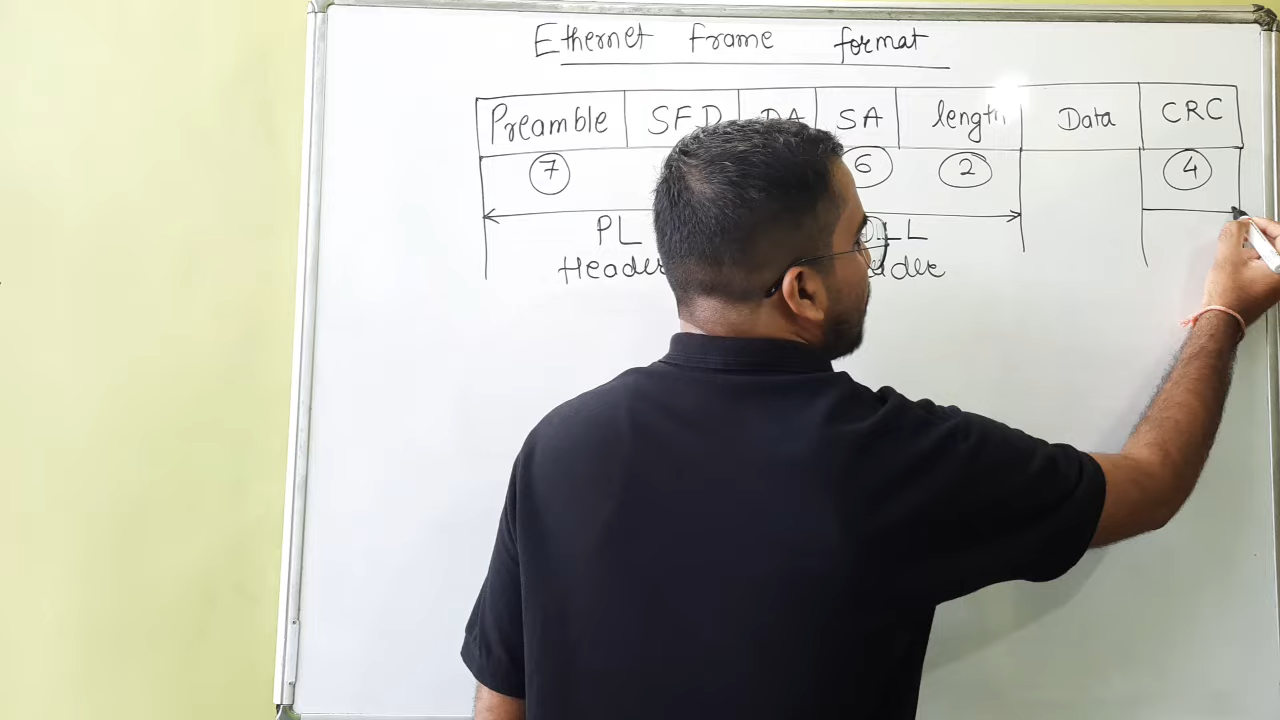 Ethernet Frame format
Preamble SFD DA SA length Data CRC
7 6 2 4
PL
Header